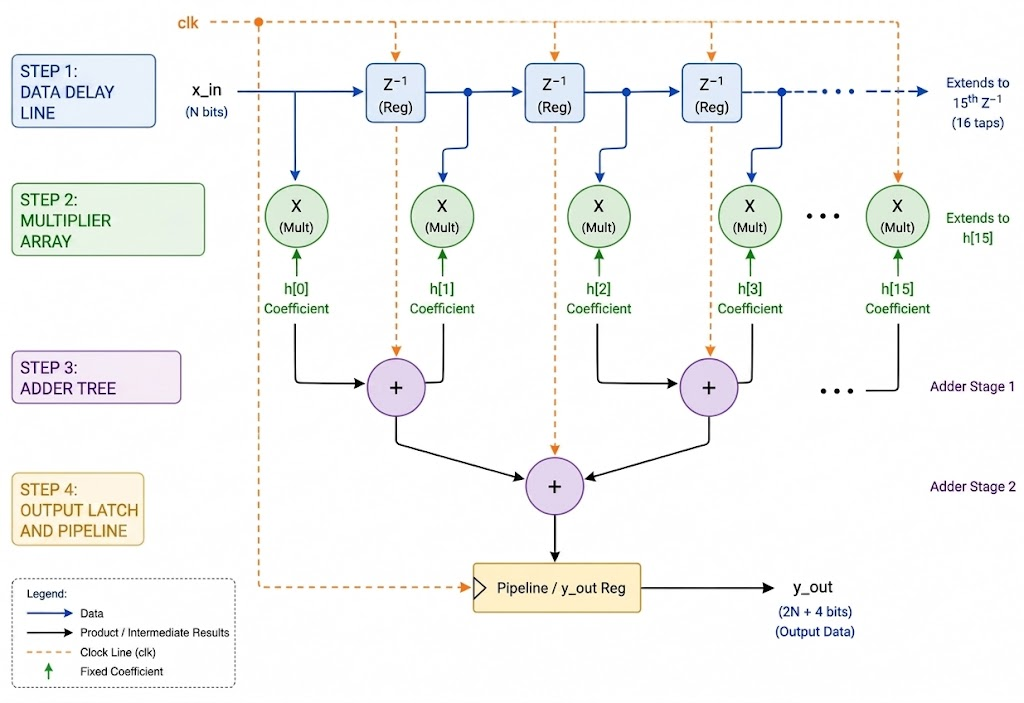 clk
STEP 1:
DATA DELAY
LINE
x_in
(N bits)
Z⁻¹
(Reg)
Z⁻¹
(Reg)
Z⁻¹
(Reg)
Extends to
15ᵗʰ Z⁻¹
(16 taps)
STEP 2:
MULTIPLIER
ARRAY
X
(Mult)
X
(Mult)
X
(Mult)
X
(Mult)
X
(Mult)
Extends to
h[15]
h[0]
Coefficient
h[1]
Coefficient
h[2]
Coefficient
h[3]
Coefficient
h[15]
Coefficient
STEP 3:
ADDER TREE
+
+
Adder Stage 1
+
Adder Stage 2
STEP 4:
OUTPUT LATCH
AND PIPELINE
Pipeline / y_out Reg
y_out
(2N + 4 bits)
(Output Data)
Legend:
Data
Product / Intermediate Results
Clock Line (clk)
Fixed Coefficient